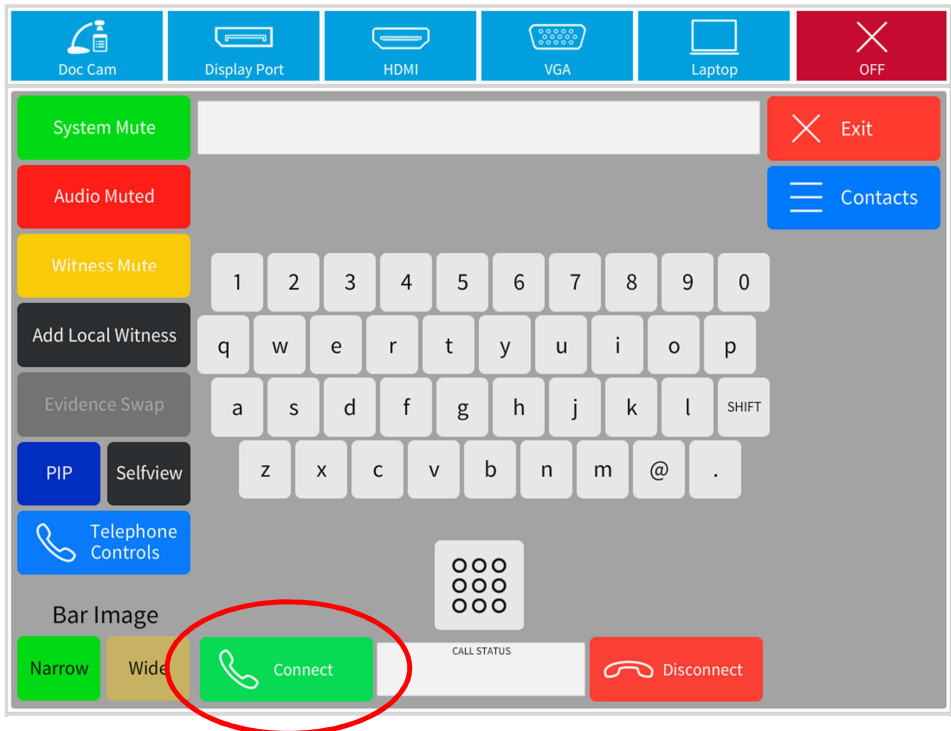 Doc Cam
Display Port
HDMI
VGA
Laptop
OFF
System Mute
Exit
Audio Muted
Contacts
Witness Mute
1 2 3 4 5 6 7 8 9 0
Add Local Witness
q w e r t y u i o p
Evidence Swap
a s d f g h j k l SHIFT
PIP
Selfview
z x c v b n m @ .
Telephone
Controls
Bar Image
Narrow
Wide
Connect
CALL STATUS
Disconnect